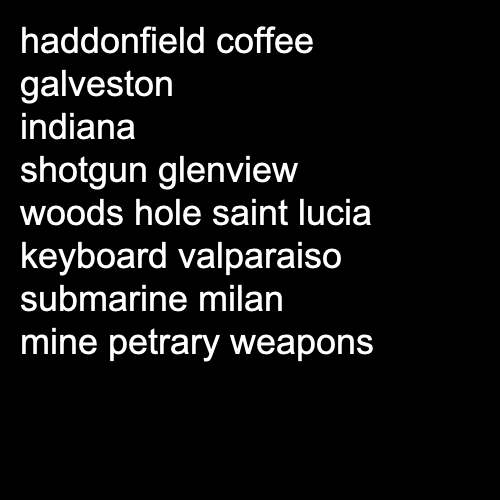 haddonfield coffee
galveston
indiana
shotgun glenview
woods hole saint lucia
keyboard valparaiso
submarine milan
mine petrary weapons